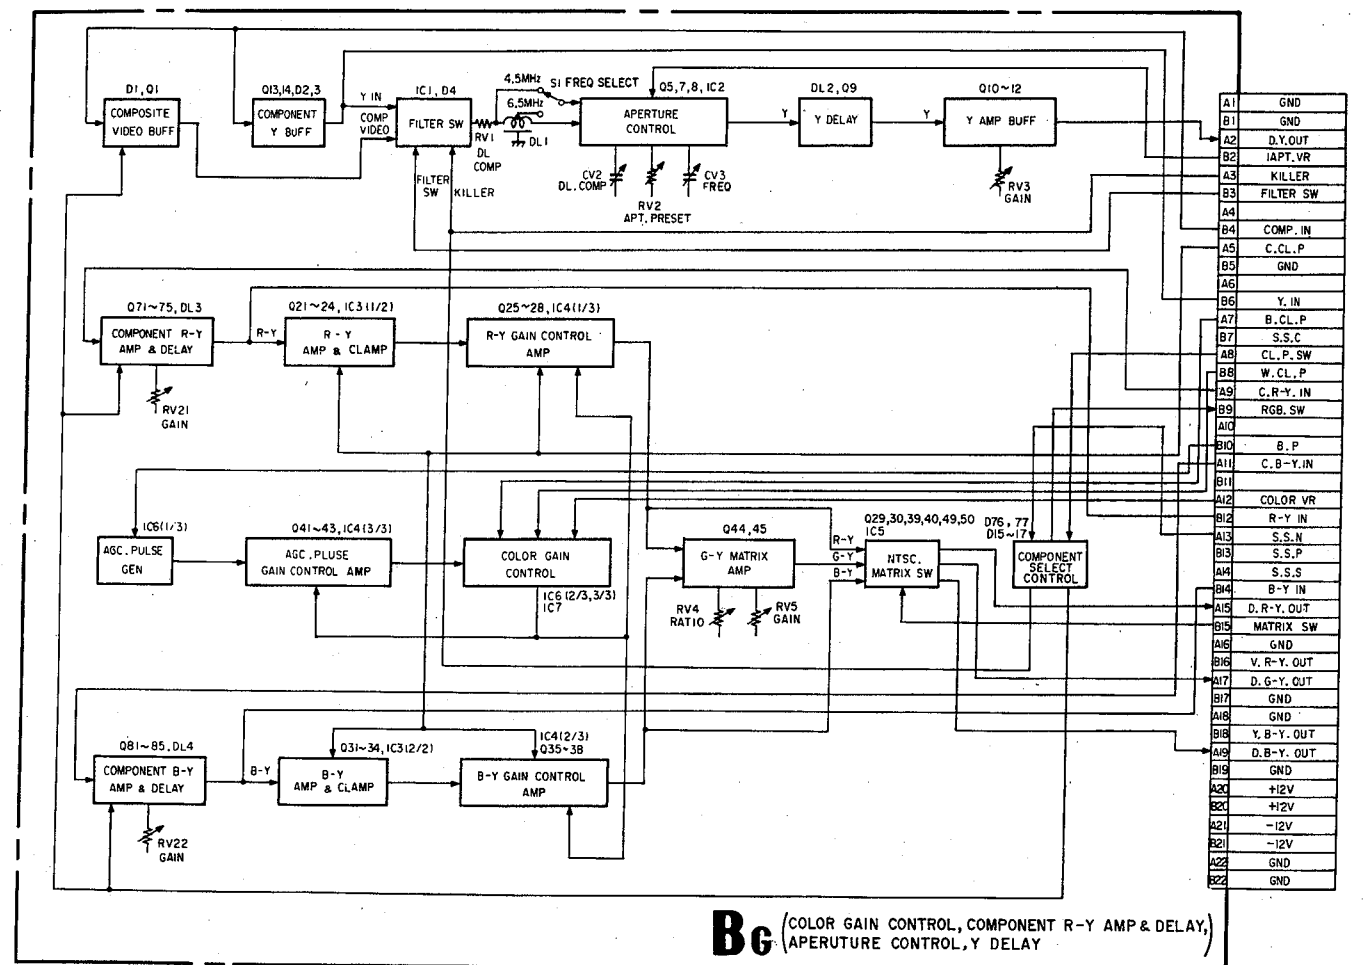 4.5MHz
S1 FREQ SELECT
6.5MHz
D1, Q1
COMPOSITE
VIDEO BUFF
Q13,14,D2,3
COMPONENT
Y BUFF
Y IN
COMP
VIDEO
IC1, D4
FILTER SW
RV1
DL
COMP
DL1
Q5,7,8, IC2
APERTURE
CONTROL
DL2, Q9
Y DELAY
Q10~12
Y AMP BUFF
Y
Y
FILTER
SW
KILLER
CV2
DL.COMP
RV2
APT.PRESET
CV3
FREQ
RV3
GAIN
Q71~75, DL3
COMPONENT R-Y
AMP & DELAY
RV21
GAIN
R-Y
Q21~24, IC3(1/2)
R-Y
AMP & CLAMP
Q25~28, IC4(1/3)
R-Y GAIN CONTROL
AMP
IC6(1/3)
AGC. PULSE
GEN
Q41~43, IC4(3/3)
AGC. PLUSE
GAIN CONTROL AMP
COLOR GAIN
CONTROL
IC6 (2/3,3/3)
IC7
Q44,45
G-Y MATRIX
AMP
RV4
RATIO
RV5
GAIN
R-Y
G-Y
B-Y
Q29,30,39,40,49,50
IC5
NTSC.
MATRIX SW
D76, 77
D15~17
COMPONENT
SELECT
CONTROL
Q81~85, DL4
COMPONENT B-Y
AMP & DELAY
RV22
GAIN
B-Y
Q31~34, IC3(2/2)
B-Y
AMP & CLAMP
IC4(2/3)
Q35~38
B-Y GAIN CONTROL
AMP
A1 GND
B1 GND
A2 D.Y.OUT
B2 IAPT.VR
A3 KILLER
B3 FILTER SW
A4
B4 COMP.IN
A5 C.CL.P
B5 GND
A6
B6 Y.IN
A7 B.CL.P
B7 S.S.C
A8 CL.P.SW
B8 W.CL.P
A9 C.R-Y.IN
B9 RGB.SW
A10
B10 B.P
A11 C.B-Y.IN
B11
A12 COLOR VR
B12 R-Y IN
A13 S.S.N
B13 S.S.P
A14 S.S.S
B14 B-Y IN
A15 D.R-Y.OUT
B15 MATRIX SW
A16 GND
B16 V.R-Y.OUT
A17 D.G-Y.OUT
B17 GND
A18 GND
B18 Y.B-Y.OUT
A19 D.B-Y.OUT
B19 GND
A20 +12V
B20 +12V
A21 -12V
B21 -12V
A22 GND
B22 GND
BG (COLOR GAIN CONTROL, COMPONENT R-Y AMP & DELAY,
APERUTURE CONTROL, Y DELAY)